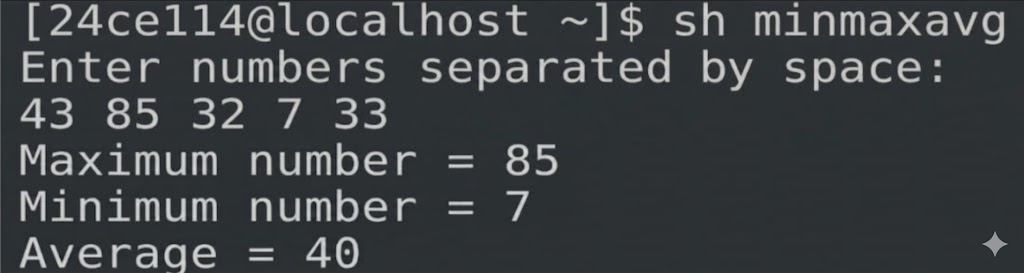 [24ce114@localhost ~]$ sh minmaxavg
Enter numbers separated by space:
43 85 32 7 33
Maximum number = 85
Minimum number = 7
Average = 40